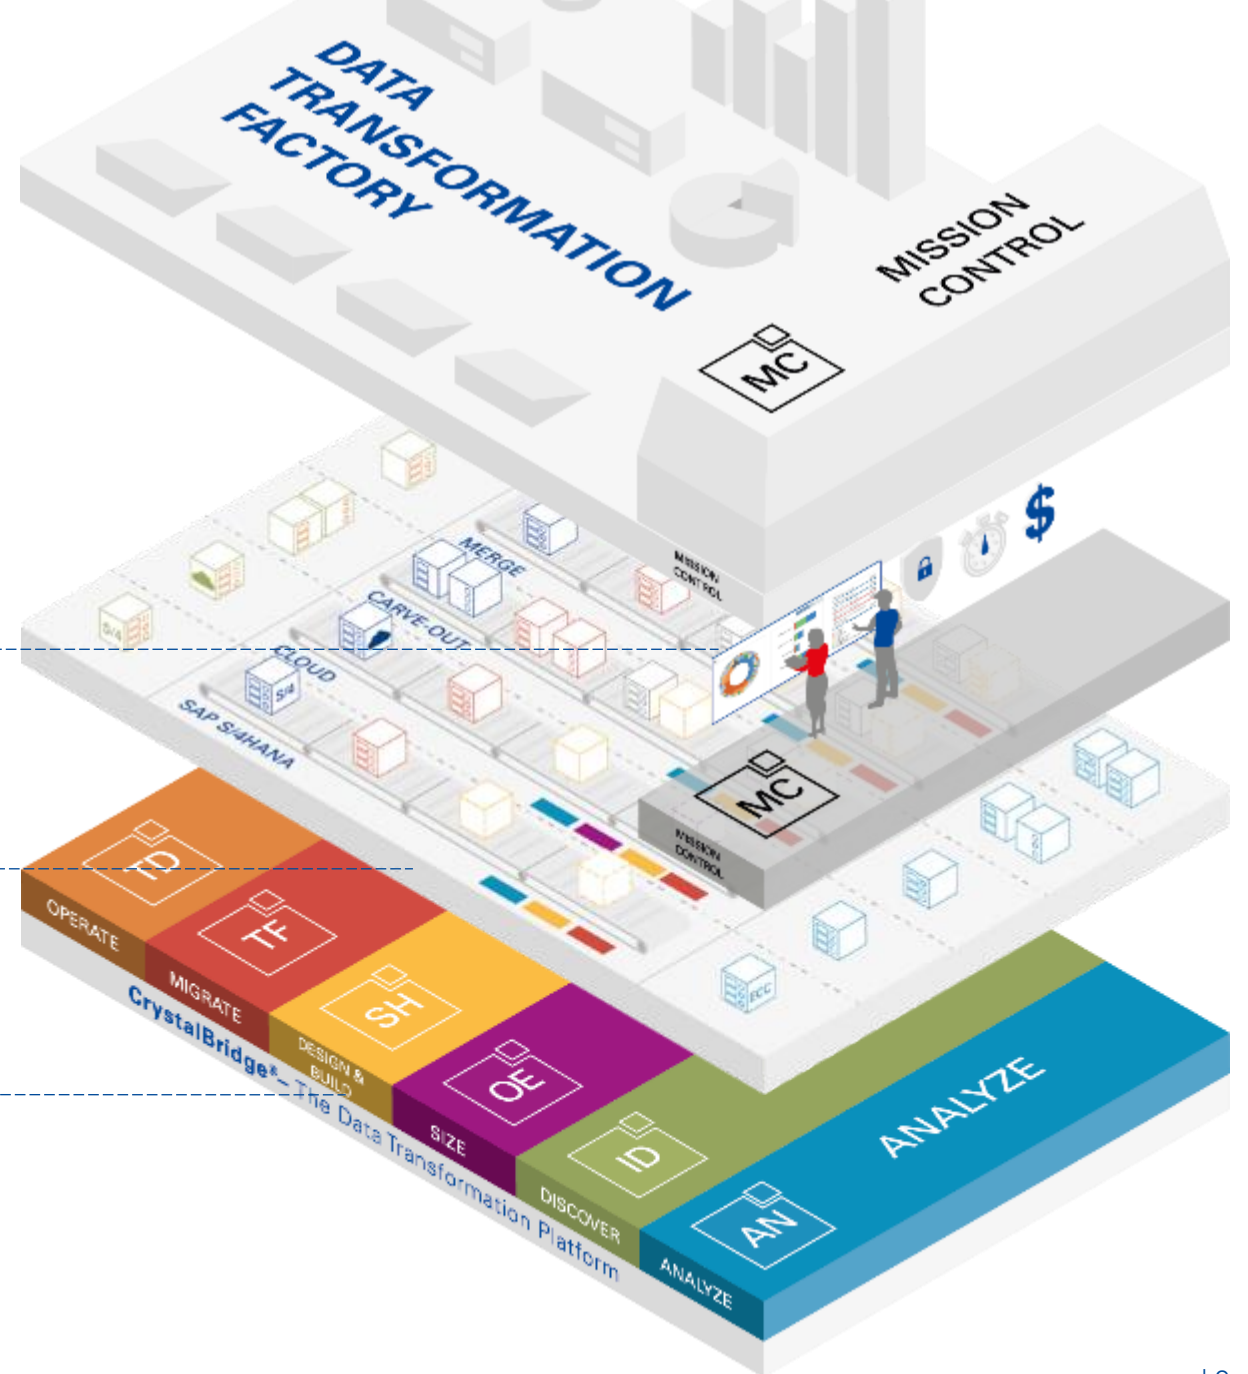 DATA
TRANSFORMATION
FACTORY
MISSION
CONTROL
MC
MISSION
CONTROL
$
MERGE
CARVE-OUT
CLOUD
SAP S/4HANA
S/4
S/4
MC
MISSION
CONTROL
ECC
TD
OPERATE
TF
MIGRATE
SH
DESIGN &
BUILD
OE
SIZE
ID
DISCOVER
AN
ANALYZE
ANALYZE
CrystalBridge® – The Data Transformation Platform